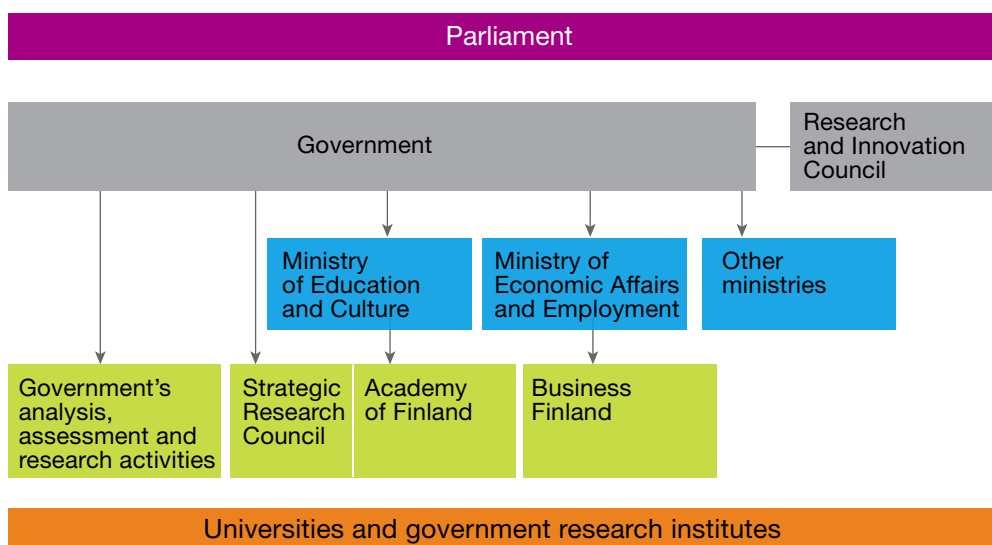 Parliament
Government
Research
and Innovation
Council
Ministry
of Education
and Culture
Ministry of
Economic Affairs
and Employment
Other
ministries
Government's
analysis,
assessment and
research activities
Strategic
Research
Council
Academy
of Finland
Business
Finland
Universities and government research institutes